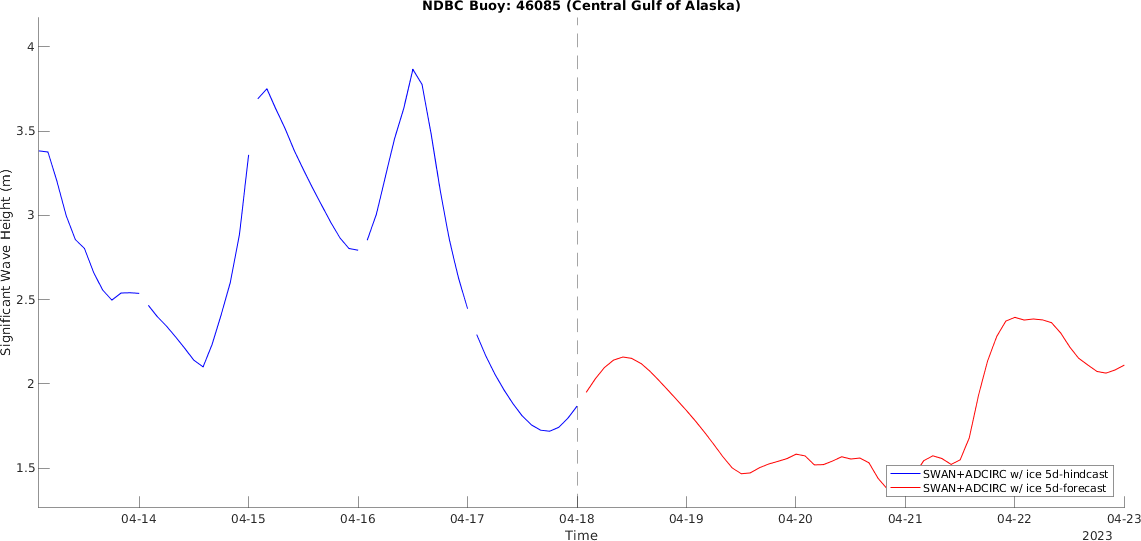 NDBC Buoy: 46085 (Central Gulf of Alaska)
4
3.5
3
2.5
2
1.5
Significant Wave Height (m)
SWAN+ADCIRC w/ ice 5d-hindcast
SWAN+ADCIRC w/ ice 5d-forecast
04-14 04-15 04-16 04-17 04-18 04-19 04-20 04-21 04-22 04-23
Time
2023